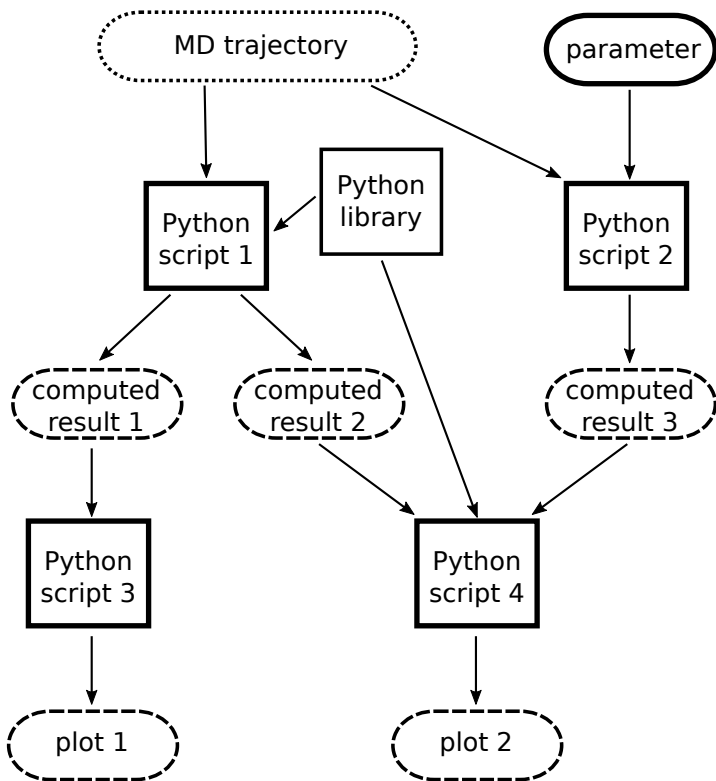 MD trajectory
parameter
Python
library
Python
script 1
Python
script 2
computed
result 1
computed
result 2
computed
result 3
Python
script 3
Python
script 4
plot 1
plot 2